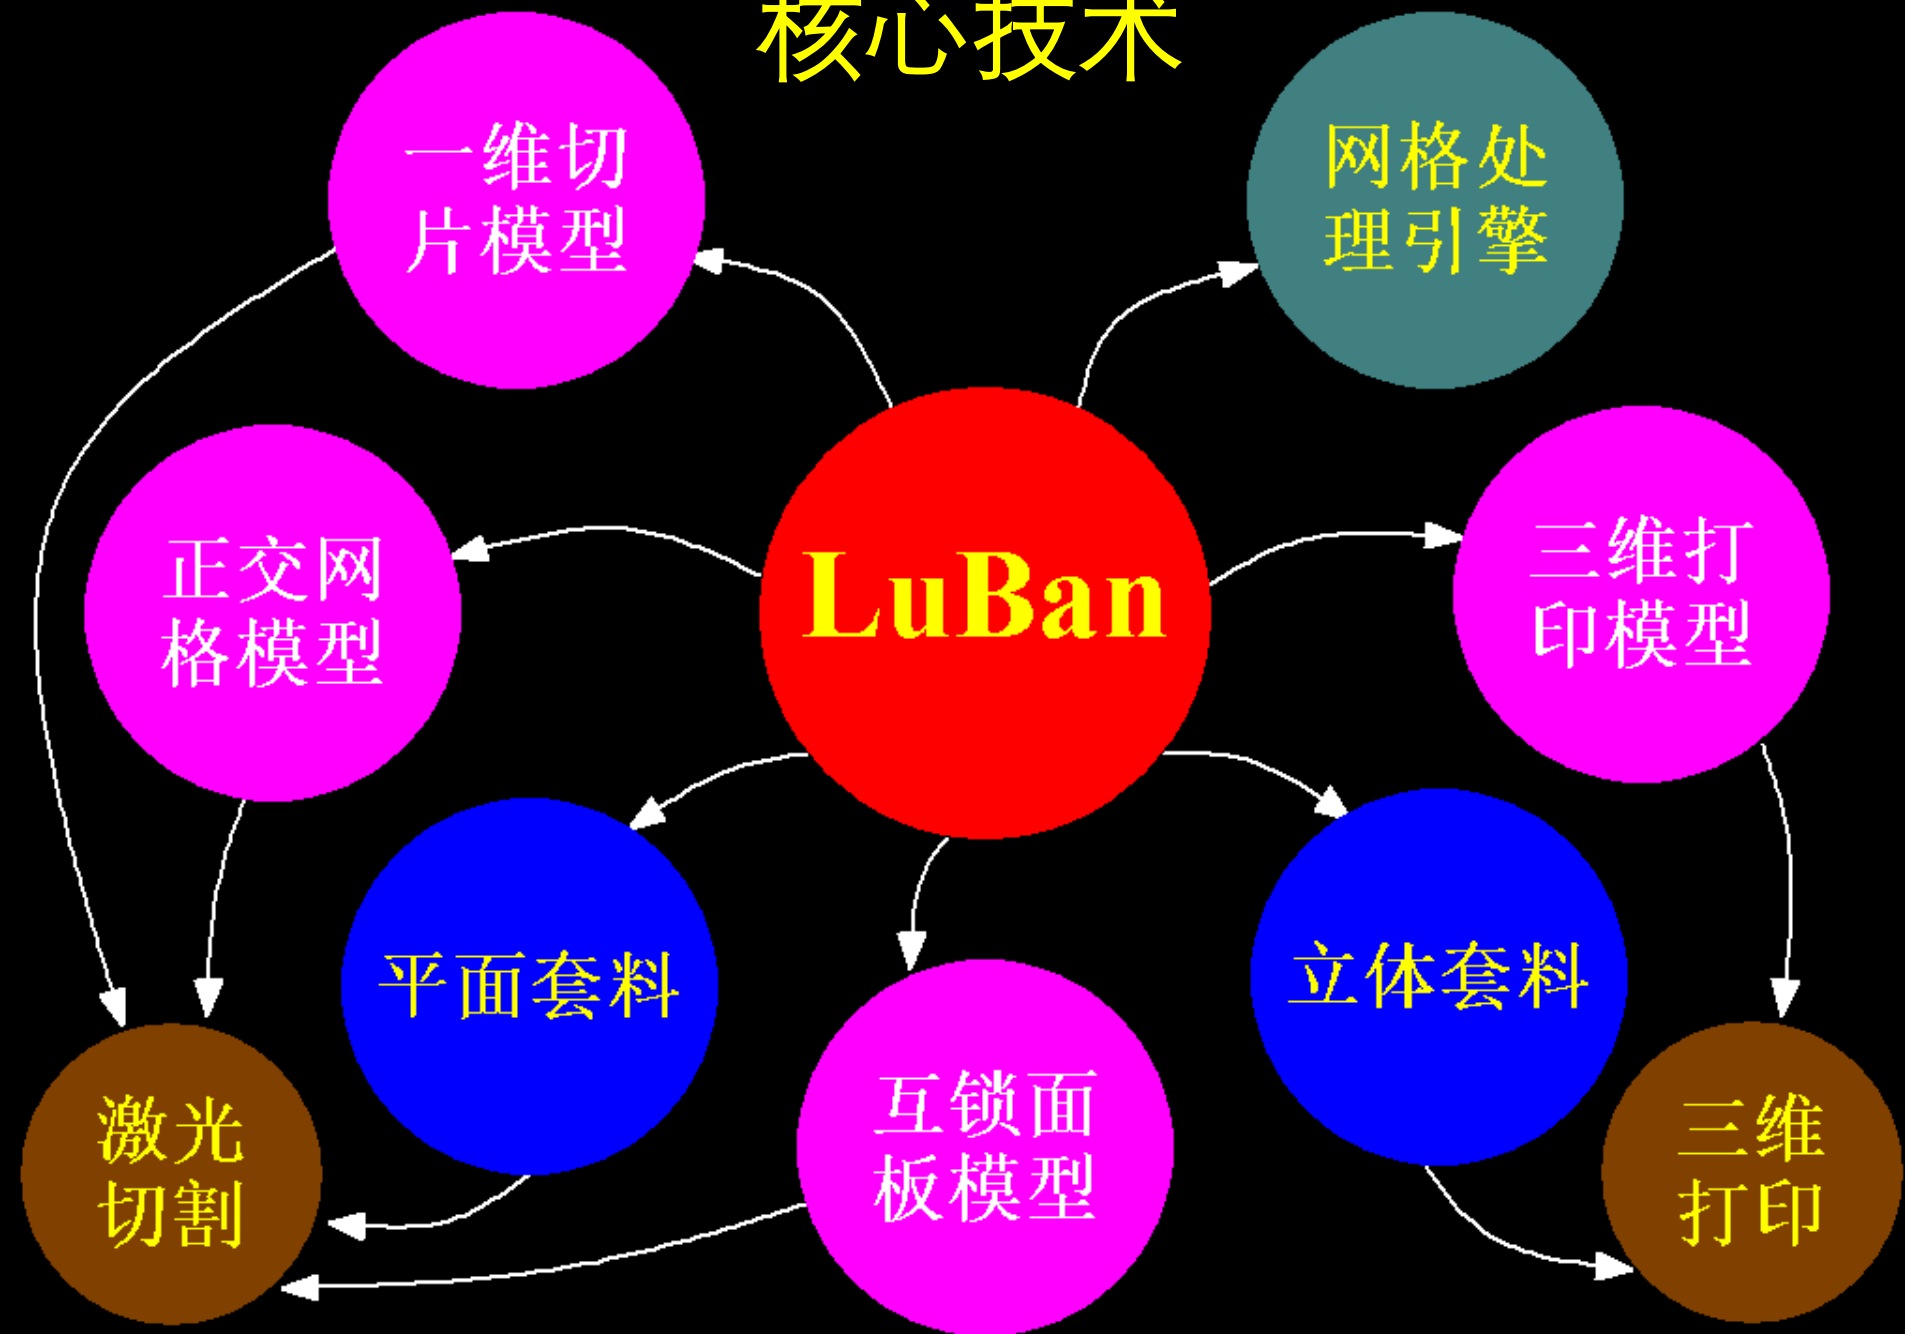 核心技术
一维切
片模型
网格处
理引擎
正交网
格模型
LuBan
三维打
印模型
平面套料
立体套料
互锁面
板模型
激光
切割
三维
打印